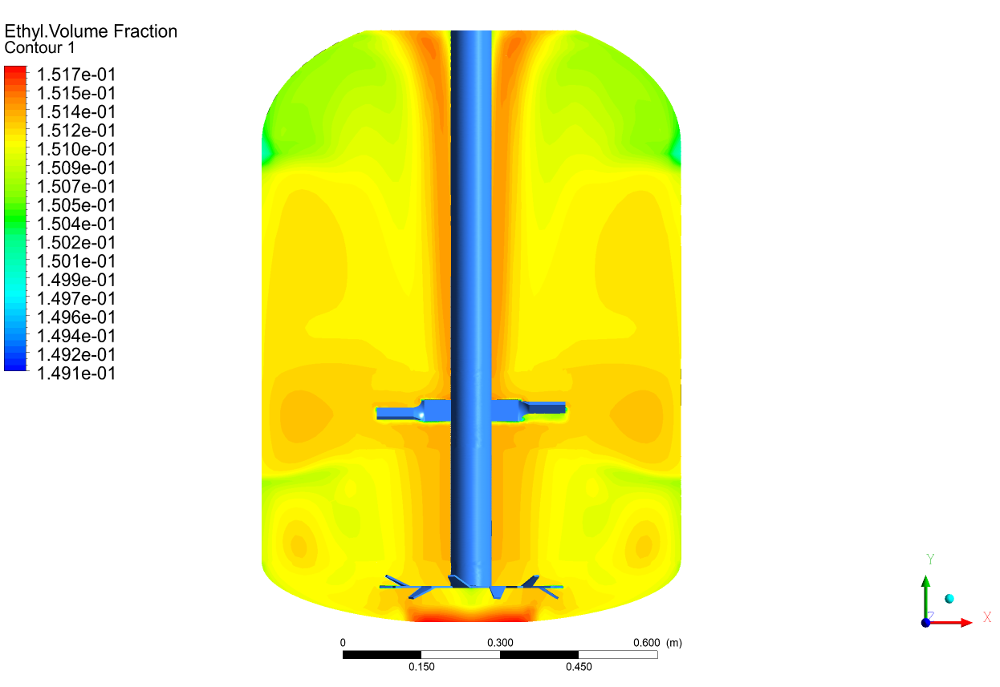 Ethyl.Volume Fraction
Contour 1
1.517e-01
1.515e-01
1.514e-01
1.512e-01
1.510e-01
1.509e-01
1.507e-01
1.505e-01
1.504e-01
1.502e-01
1.501e-01
1.499e-01
1.497e-01
1.496e-01
1.494e-01
1.492e-01
1.491e-01
Y
Z
X
0 0.300 0.600 (m)
0.150 0.450